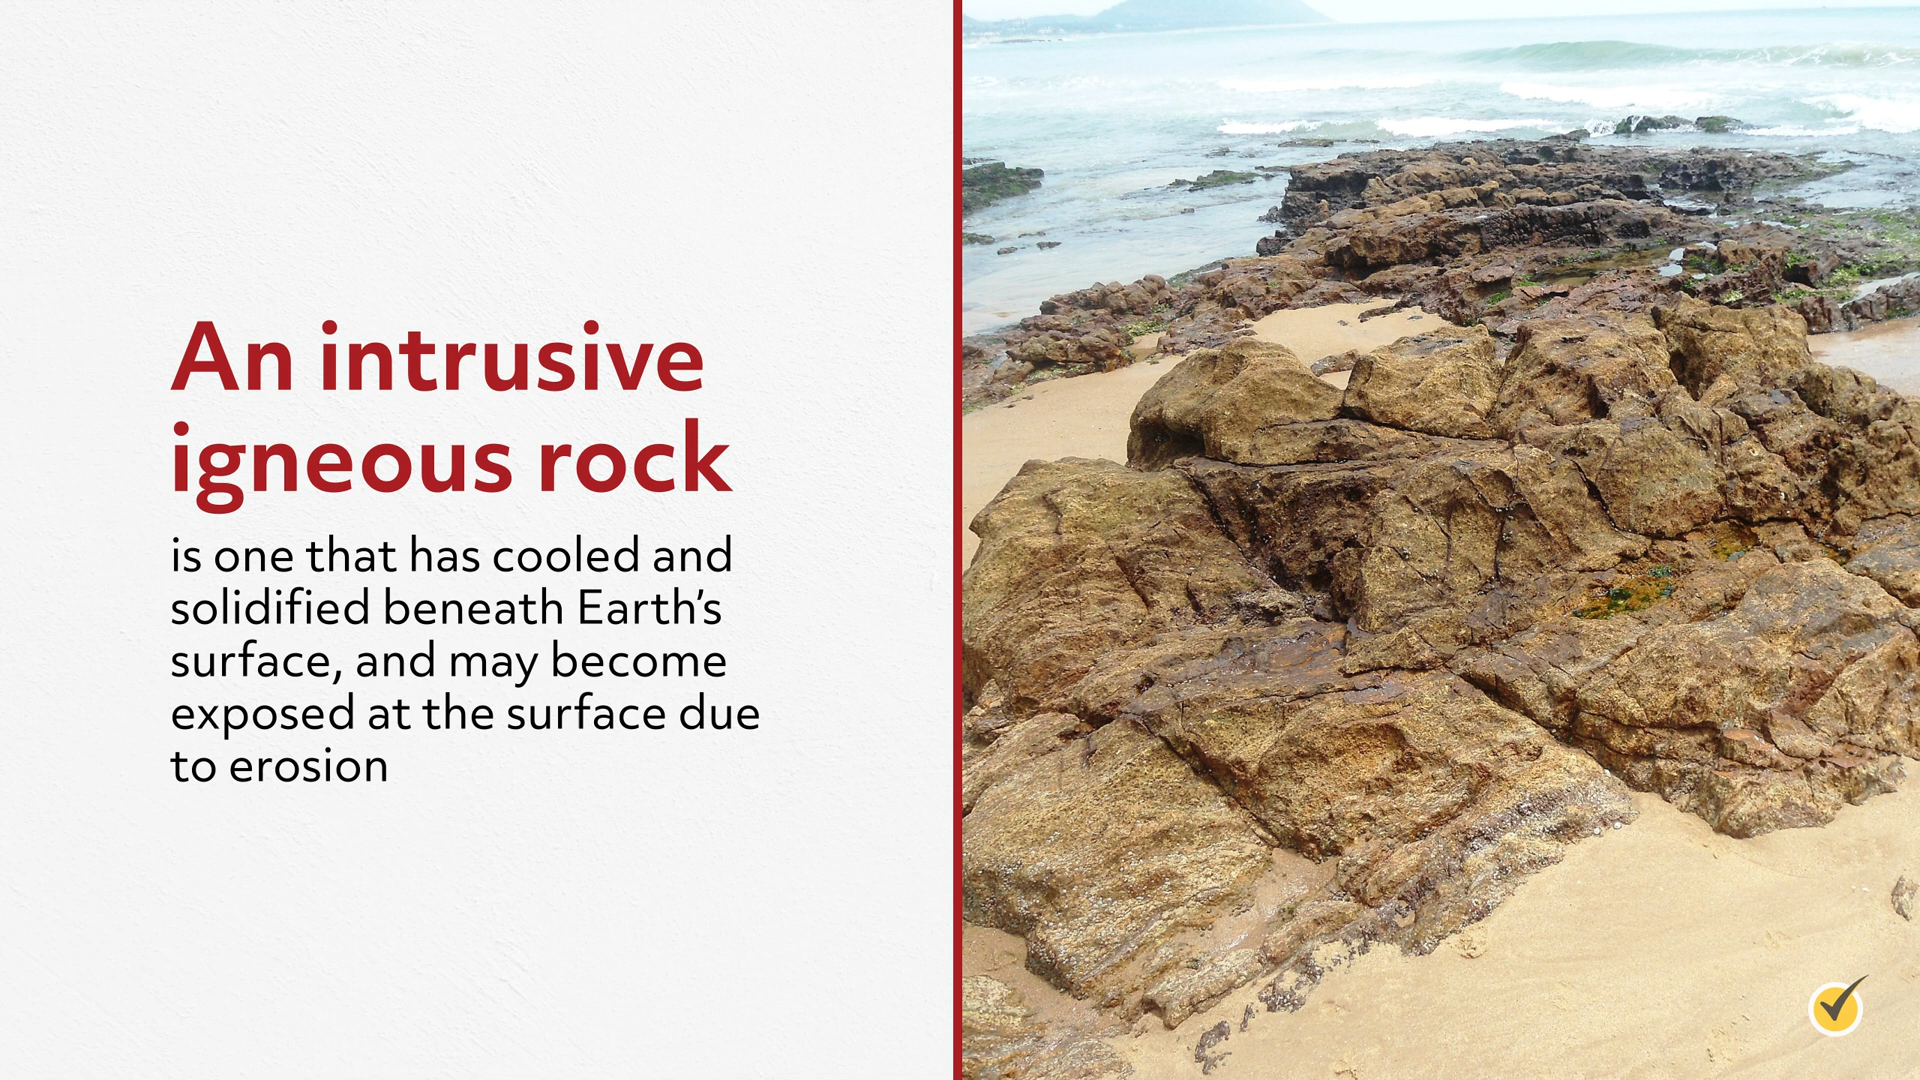 An intrusive
igneous rock
is one that has cooled and
solidified beneath Earth’s
surface, and may become
exposed at the surface due
to erosion